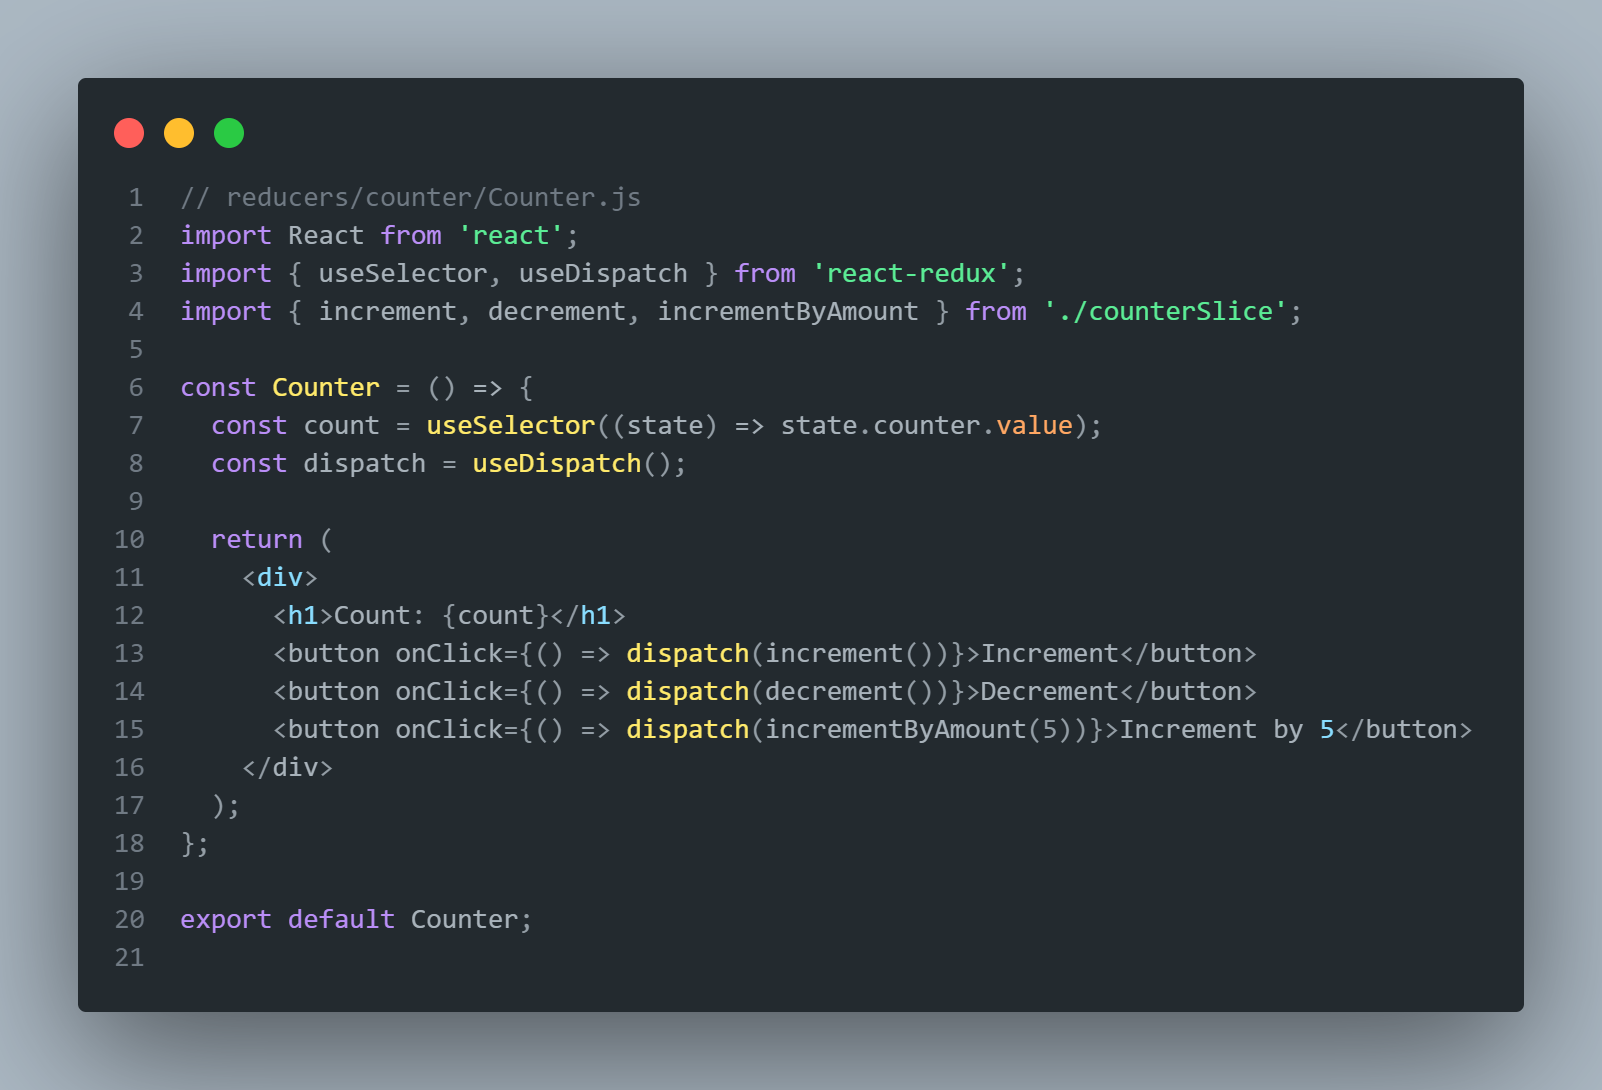 1 // reducers/counter/Counter.js
2 import React from 'react';
3 import { useSelector, useDispatch } from 'react-redux';
4 import { increment, decrement, incrementByAmount } from './counterSlice';
5
6 const Counter = () => {
7   const count = useSelector((state) => state.counter.value);
8   const dispatch = useDispatch();
9
10   return (
11     <div>
12       <h1>Count: {count}</h1>
13       <button onClick={() => dispatch(increment())}>Increment</button>
14       <button onClick={() => dispatch(decrement())}>Decrement</button>
15       <button onClick={() => dispatch(incrementByAmount(5))}>Increment by 5</button>
16     </div>
17   );
18 };
19
20 export default Counter;
21